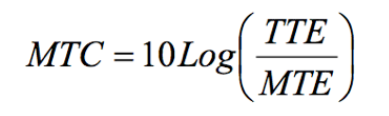 MTC = 10Log(TTE/MTE)